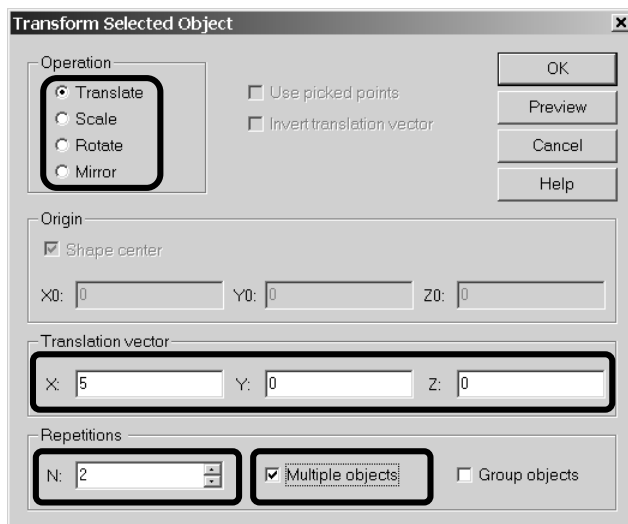 Transform Selected Object
Operation
Translate
Scale
Rotate
Mirror
Use picked points
Invert translation vector
OK
Preview
Cancel
Help
Origin
Shape center
X0: 0 Y0: 0 Z0: 0
Translation vector
X: 5 Y: 0 Z: 0
Repetitions
N: 2 Multiple objects Group objects